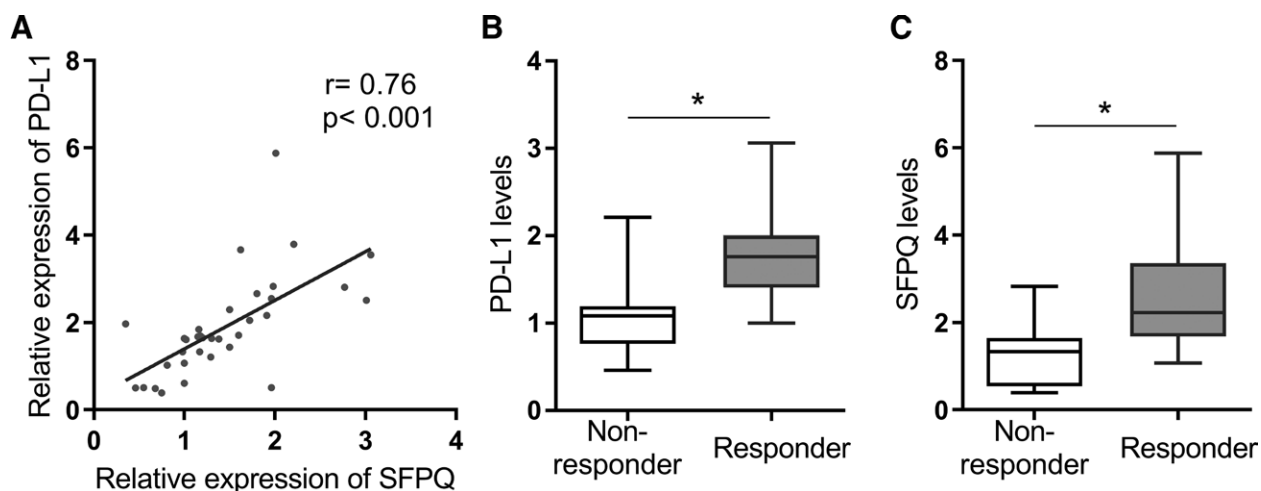 A
Relative expression of PD-L1
8
6
4
2
0
r= 0.76
p< 0.001
0
1
2
3
4
Relative expression of SFPQ
B
PD-L1 levels
4
3
2
1
0
*
Non-
responder
Responder
C
SFPQ levels
8
6
4
2
0
*
Non-
responder
Responder